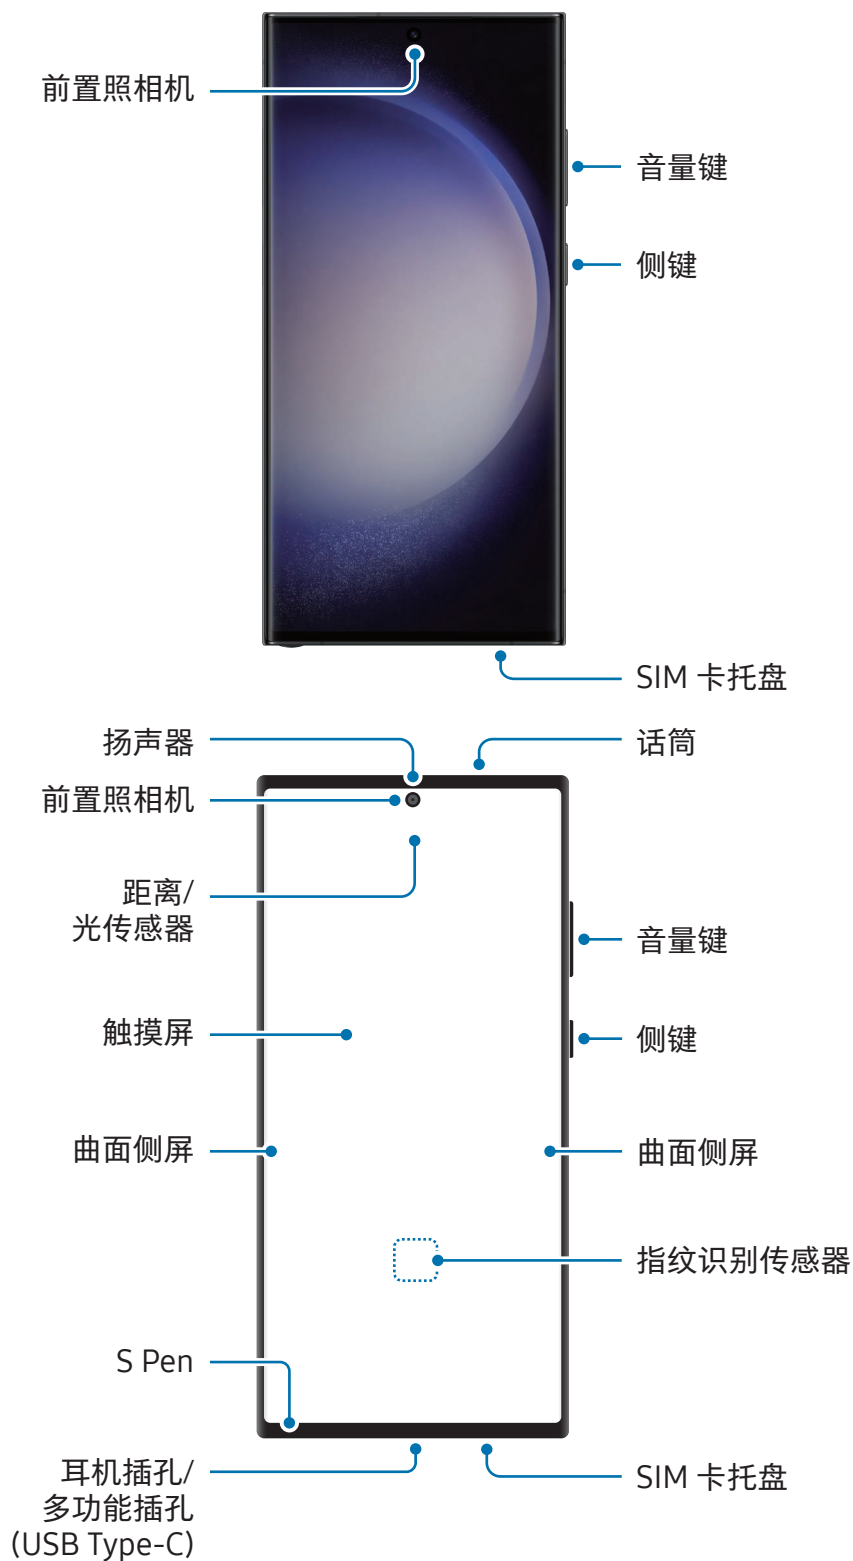 前置照相机
音量键
侧键
SIM 卡托盘
扬声器
话筒
前置照相机
距离/
光传感器
音量键
触摸屏
侧键
曲面侧屏
曲面侧屏
指纹识别传感器
S Pen
耳机插孔/
多功能插孔
(USB Type-C)
SIM 卡托盘